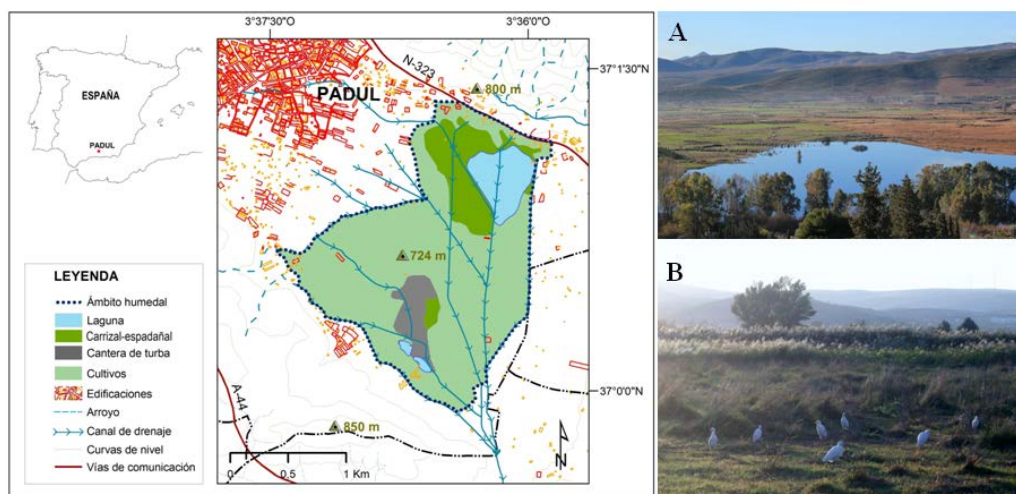 3°37'30"O
3°36'0"O
ESPAÑA
PADUL
LEYENDA
Ámbito humedal
Laguna
Carrizal-espadañal
Cantera de turba
Cultivos
Edificaciones
Arroyo
Canal de drenaje
Curvas de nivel
Vías de comunicación
N-323
PADUL
800 m
724 m
850 m
A-44
0
0.5
1 Km
N
37°1'30"N
37°0'0"N
A
B